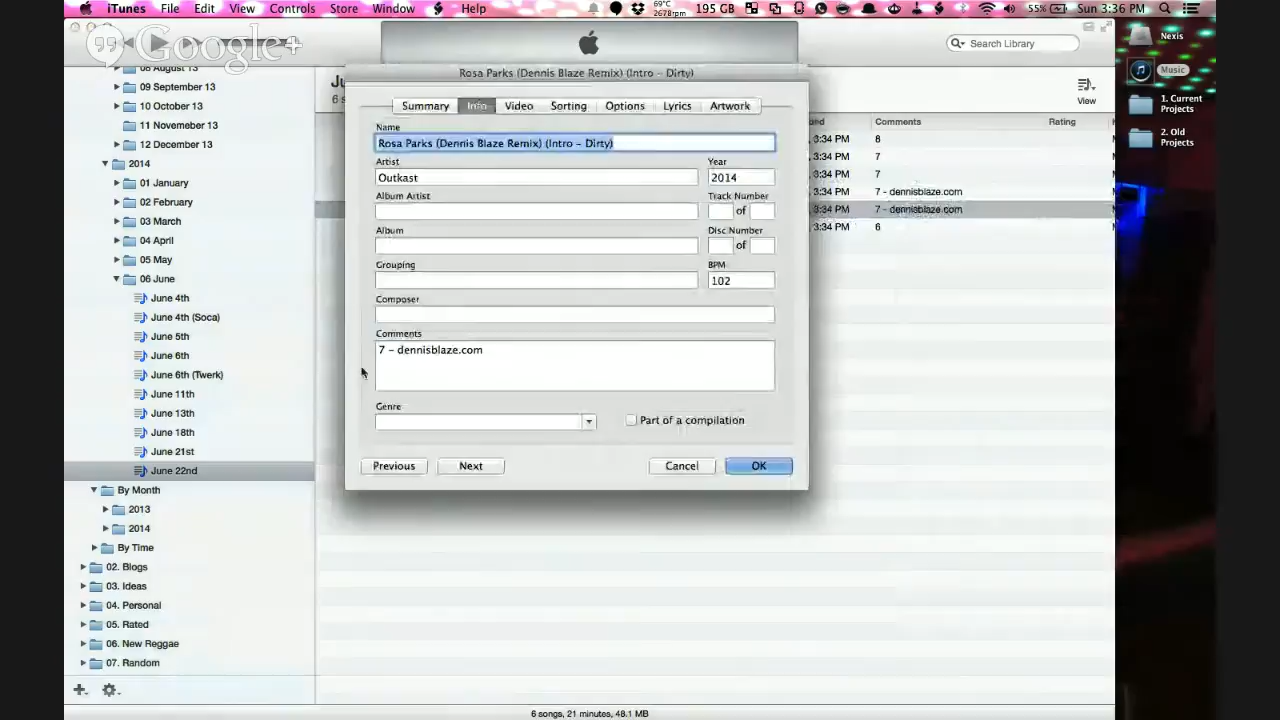 iTunes File Edit View Controls Store Window Help 69°C 2678rpm 195 GB 55% Sun 3:36 PM
Google+
Search Library
View
08 August 13
09 September 13
10 October 13
11 Novemeber 13
12 December 13
2014
01 January
02 February
03 March
04 April
05 May
06 June
June 4th
June 4th (Soca)
June 5th
June 6th
June 6th (Twerk)
June 11th
June 13th
June 18th
June 21st
June 22nd
By Month
2013
2014
By Time
02. Blogs
03. Ideas
04. Personal
05. Rated
06. New Reggae
07. Random
Rosa Parks (Dennis Blaze Remix) (Intro - Dirty)
Summary Info Video Sorting Options Lyrics Artwork
Name
Rosa Parks (Dennis Blaze Remix) (Intro - Dirty)
Artist Year
Outkast 2014
Album Artist Track Number
of
Album Disc Number
of
Grouping BPM
102
Composer
Comments
7 - dennisblaze.com
Genre
Part of a compilation
Previous Next Cancel OK
Comments Rating
3:34 PM 8
3:34 PM 7
3:34 PM 7
3:34 PM 7 - dennisblaze.com
3:34 PM 7 - dennisblaze.com
3:34 PM 6
6 songs, 21 minutes, 48.1 MB
Nexis
Music
1. Current
Projects
2. Old
Projects